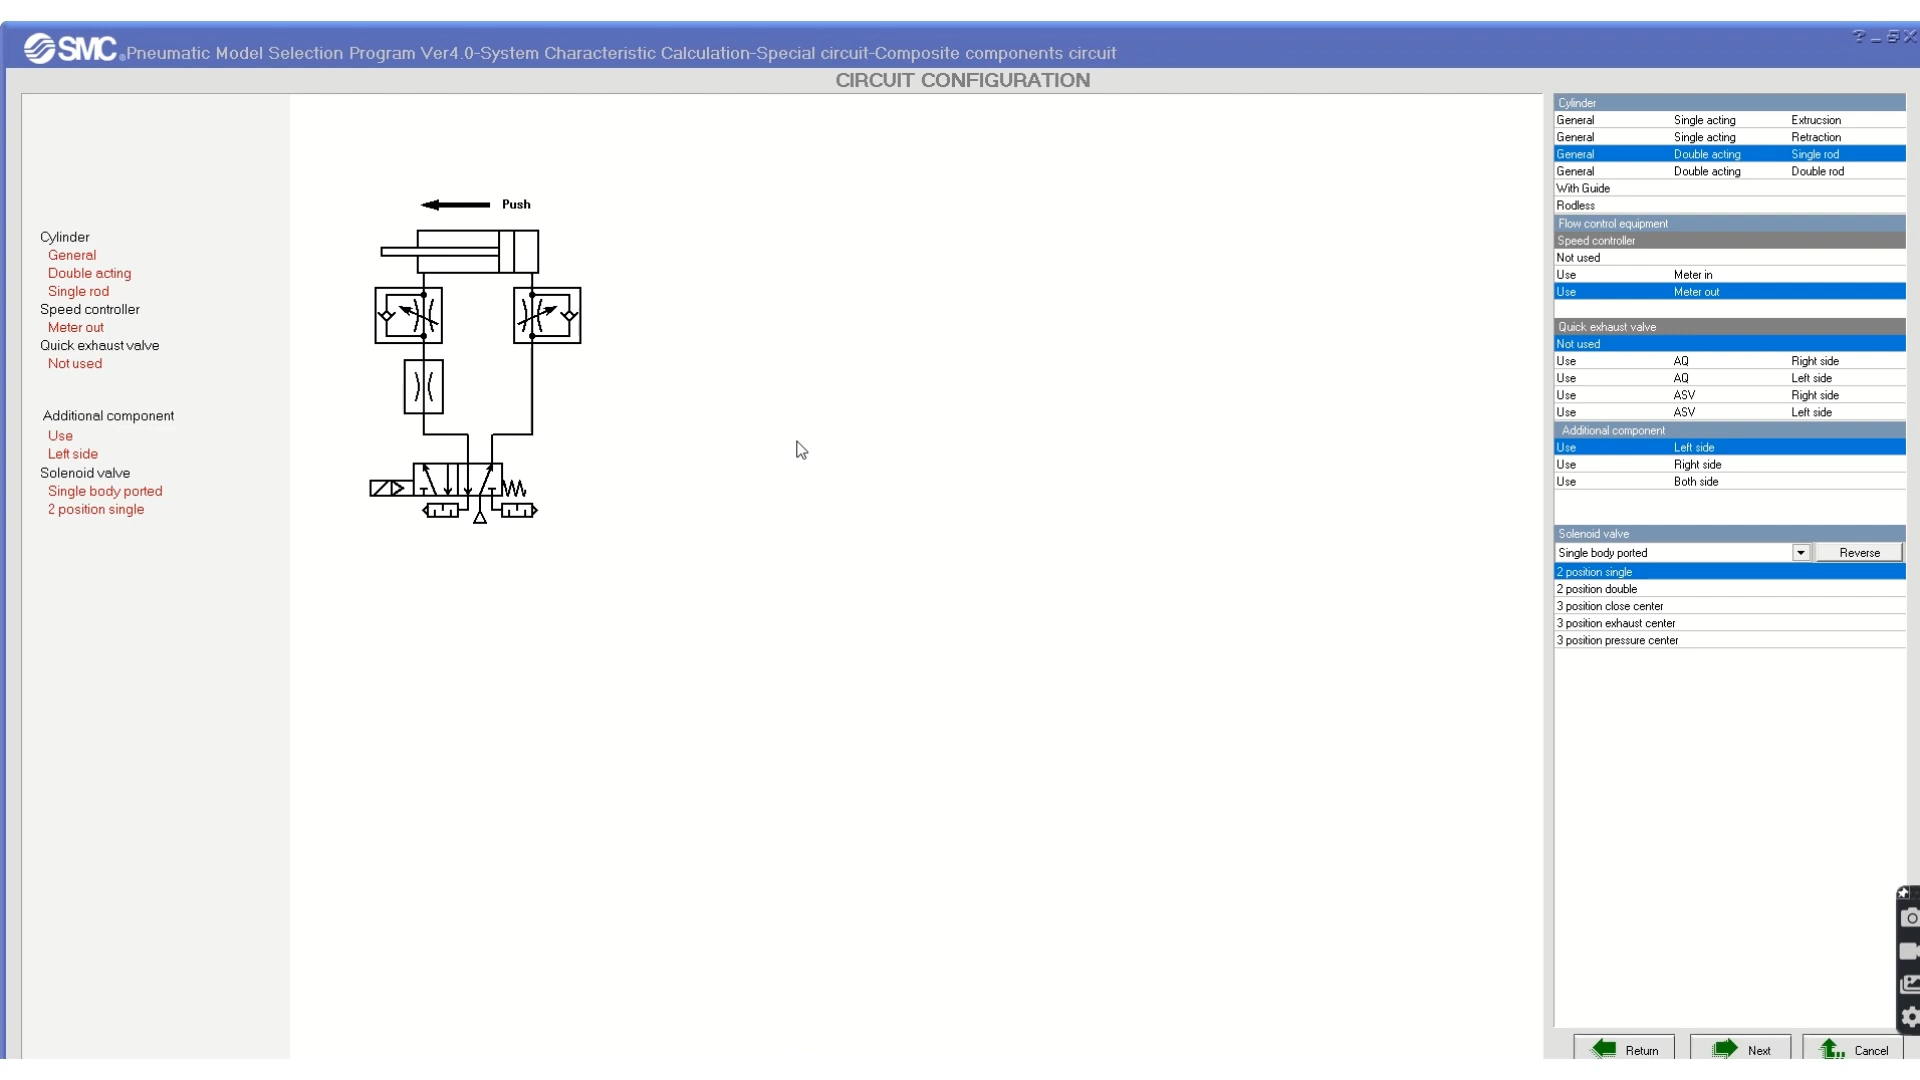 SMC Pneumatic Model Selection Program Ver4.0-System Characteristic Calculation-Special circuit-Composite components circuit
CIRCUIT CONFIGURATION
Cylinder
General
Double acting
Single rod
Speed controller
Meter out
Quick exhaust valve
Not used
Additional component
Use
Left side
Solenoid valve
Single body ported
2 position single
Push
Cylinder
General Single acting Extrucsion
General Single acting Retraction
General Double acting Single rod
General Double acting Double rod
With Guide
Rodless
Flow control equipment
Speed controller
Not used
Use Meter in
Use Meter out
Quick exhaust valve
Not used
Use AQ Right side
Use AQ Left side
Use ASV Right side
Use ASV Left side
Additional component
Use Left side
Use Right side
Use Both side
Solenoid valve
Single body ported Reverse
2 position single
2 position double
3 position close center
3 position exhaust center
3 position pressure center
Return Next Cancel